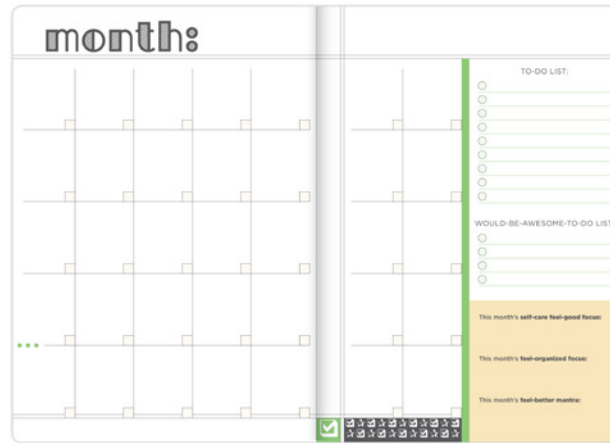 month:
TO-DO LIST:
WOULD-BE-AWESOME-TO-DO LIST
This month's self-care feel-good focus:
This month's feel-organized focus:
This month's feel-better mantra: